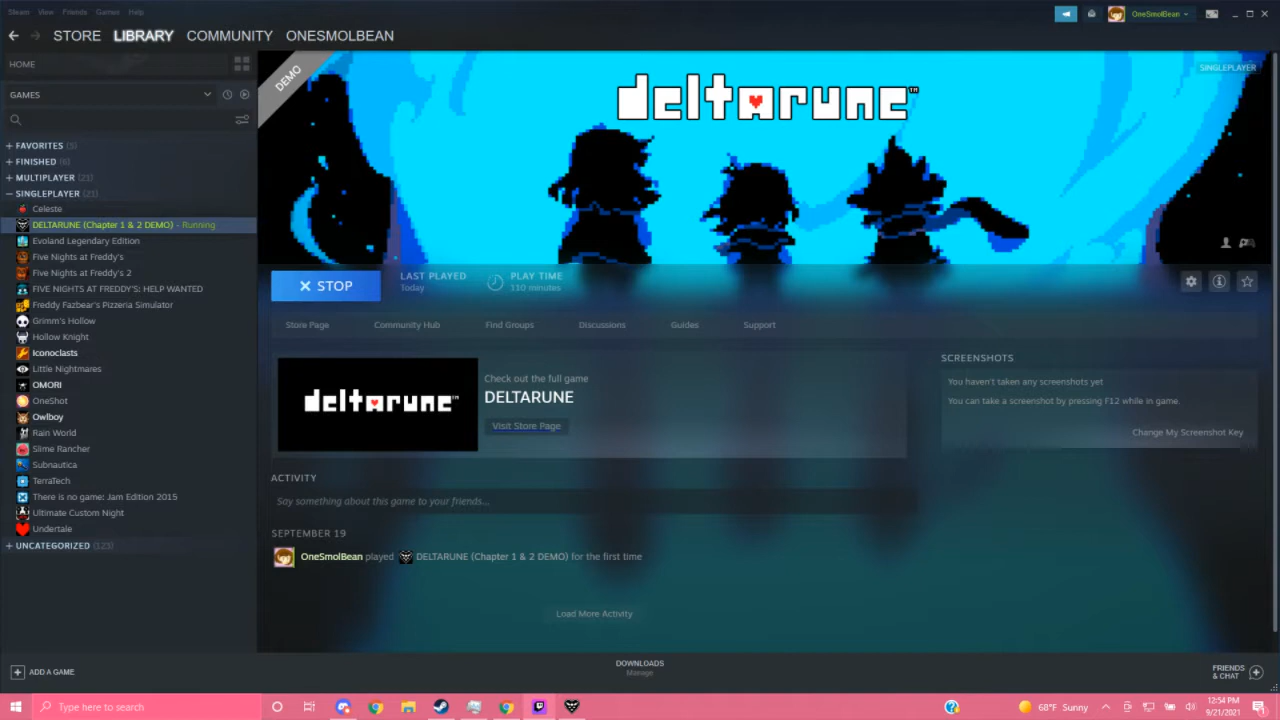 Steam View Friends Games Help
OneSmolBean
STORE LIBRARY COMMUNITY ONESMOLBEAN
HOME
GAMES
+ FAVORITES (5)
+ FINISHED (6)
+ MULTIPLAYER (23)
– SINGLEPLAYER (21)
Celeste
DELTARUNE (Chapter 1 & 2 DEMO) - Running
Evoland Legendary Edition
Five Nights at Freddy's
Five Nights at Freddy's 2
FIVE NIGHTS AT FREDDY'S: HELP WANTED
Freddy Fazbear's Pizzeria Simulator
Grimm's Hollow
Hollow Knight
Iconoclasts
Little Nightmares
OMORI
OneShot
Owlboy
Rain World
Slime Rancher
Subnautica
TerraTech
There is no game: Jam Edition 2015
Ultimate Custom Night
Undertale
+ UNCATEGORIZED (123)
ADD A GAME
DEMO
deltarune™
SINGLEPLAYER
STOP
LAST PLAYED
Today
PLAY TIME
110 minutes
Store Page Community Hub Find Groups Discussions Guides Support
deltarune™
Check out the full game
DELTARUNE
Visit Store Page
SCREENSHOTS
You haven't taken any screenshots yet
You can take a screenshot by pressing F12 while in game.
Change My Screenshot Key
ACTIVITY
Say something about this game to your friends...
SEPTEMBER 19
OneSmolBean played DELTARUNE (Chapter 1 & 2 DEMO) for the first time
Load More Activity
DOWNLOADS
Manage
FRIENDS
& CHAT
Type here to search
68°F Sunny
12:54 PM
9/21/2021